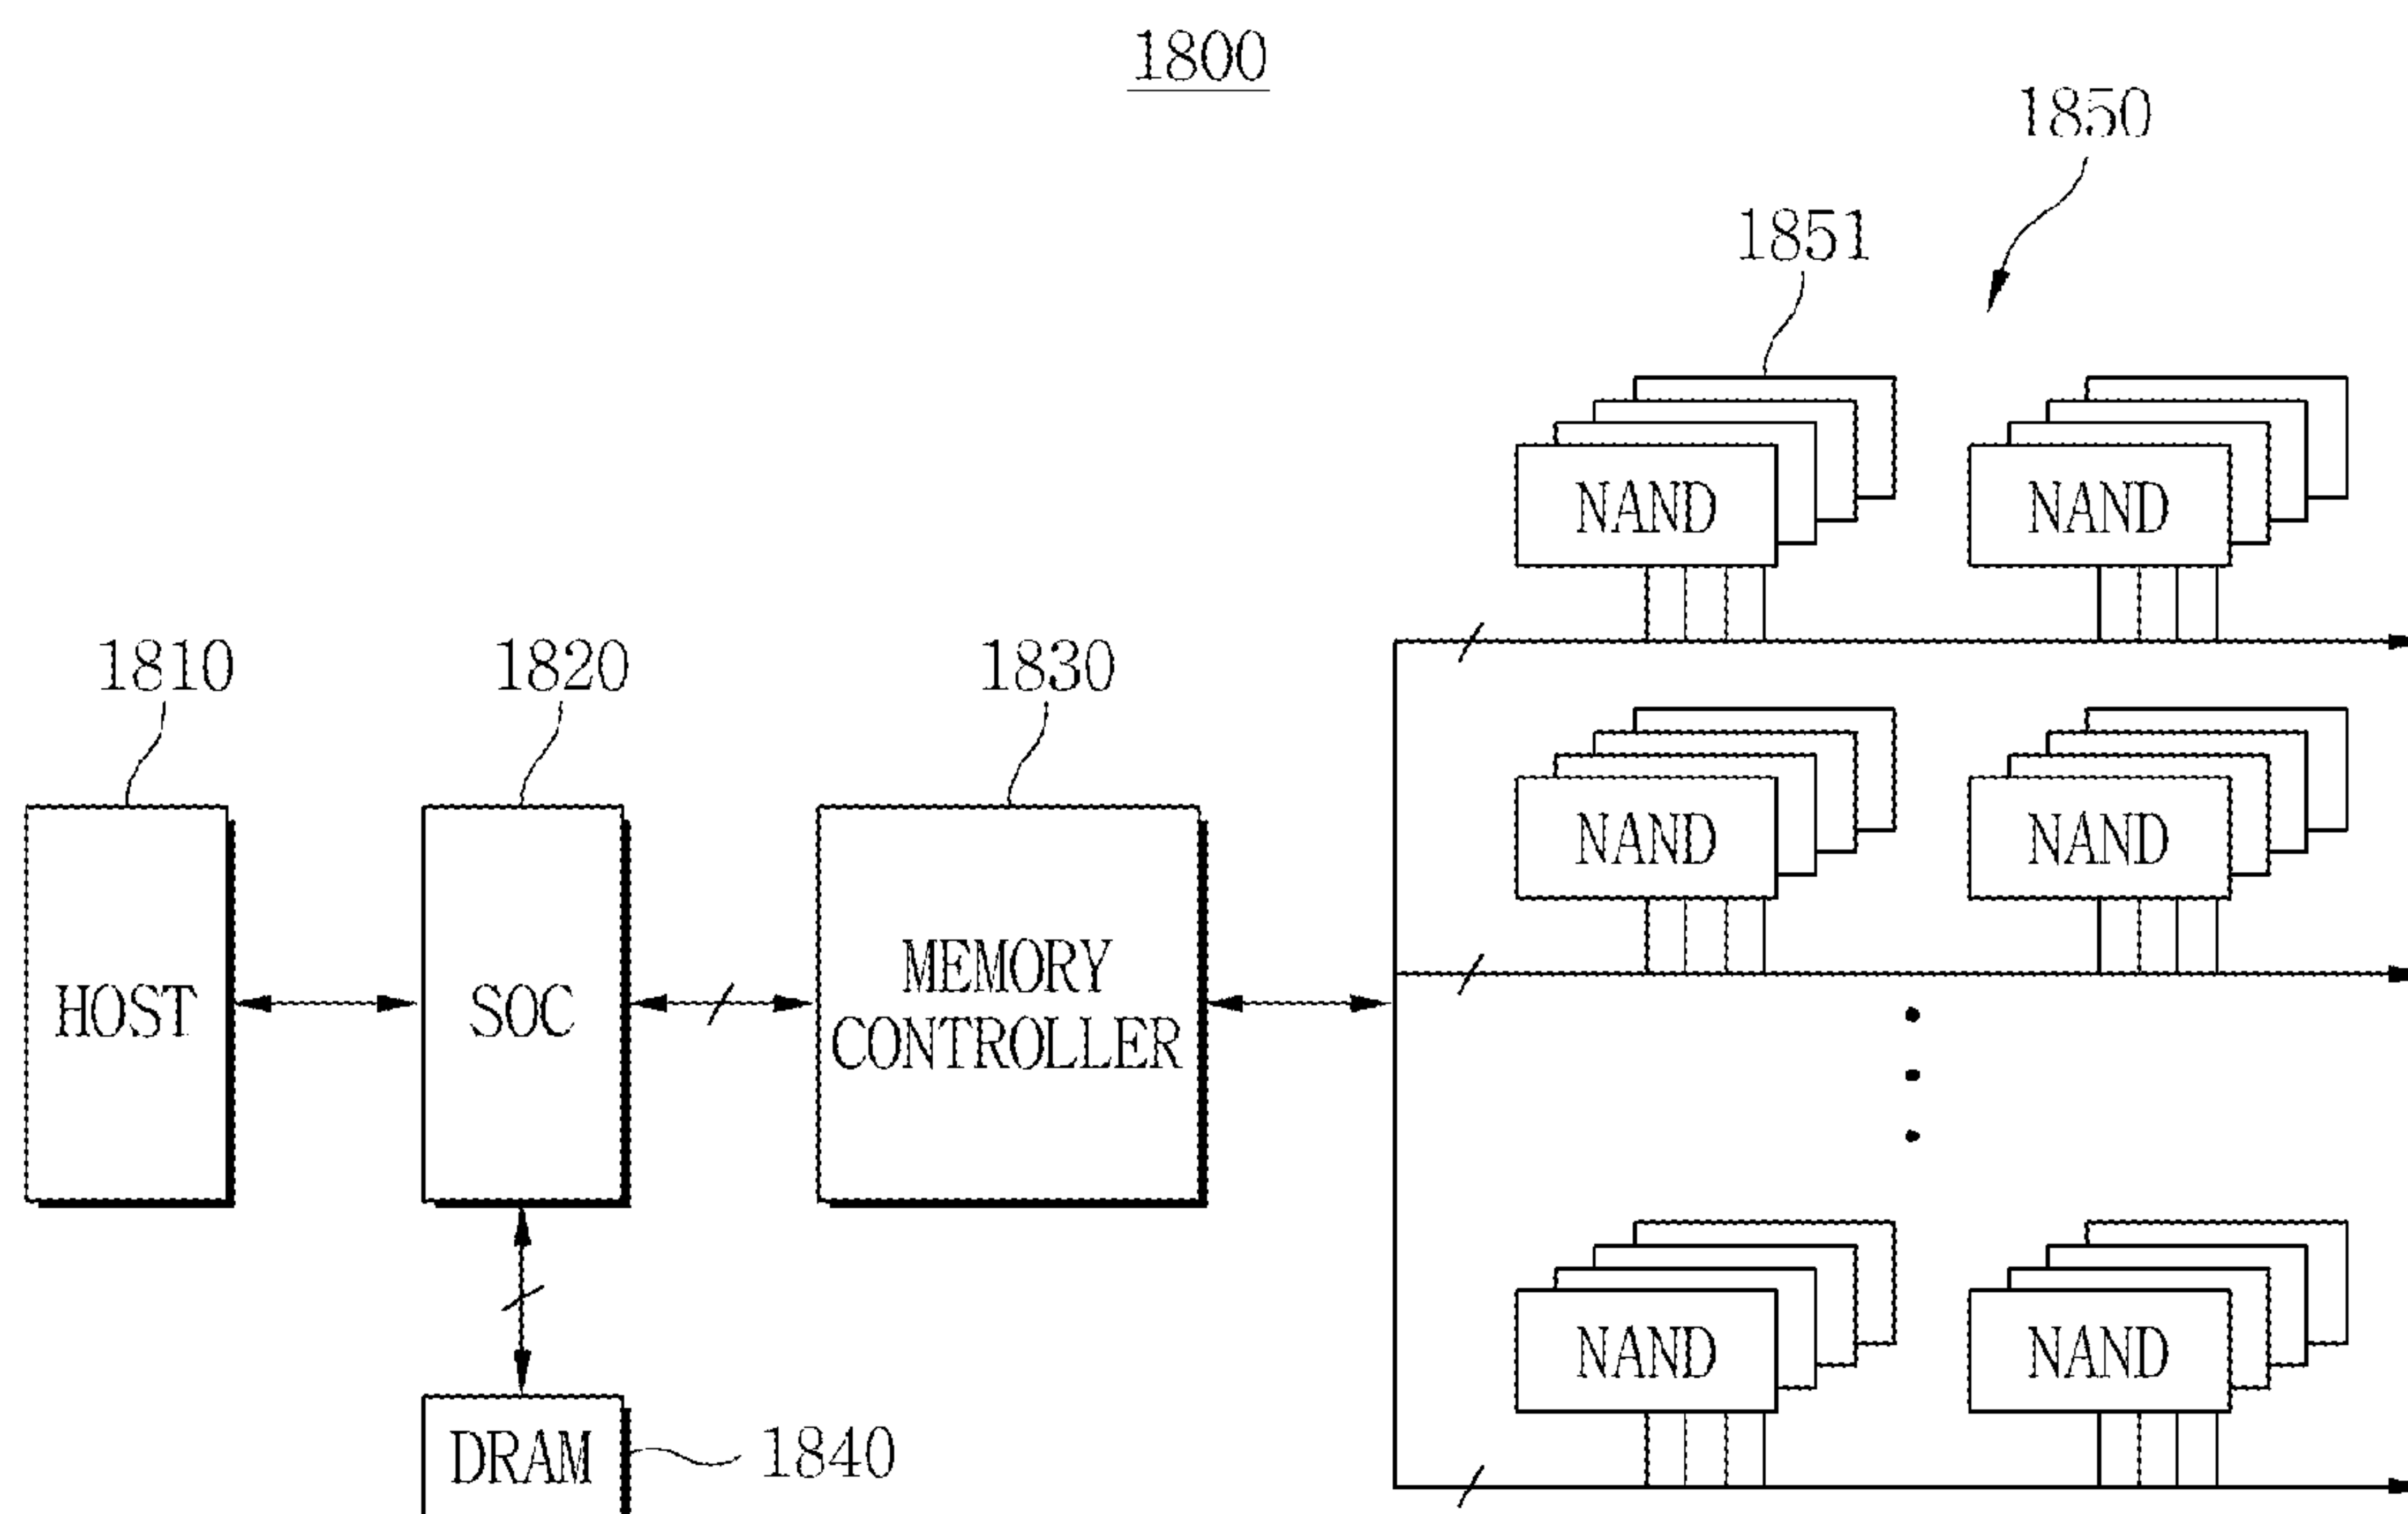 1800
1850
1851
NAND
NAND
1810
1820
1830
NAND
NAND
HOST
SOC
MEMORY
CONTROLLER
NAND
NAND
DRAM
1840